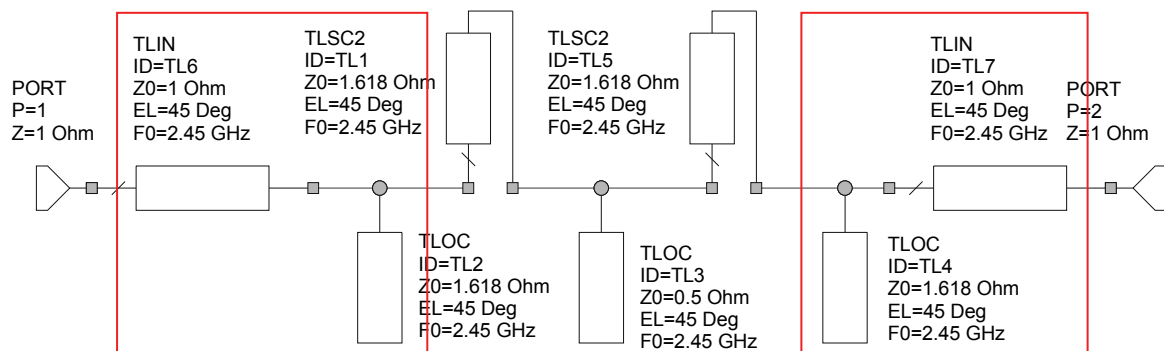 PORT
P=1
Z=1 Ohm
TLIN
ID=TL6
Z0=1 Ohm
EL=45 Deg
F0=2.45 GHz
TLSC2
ID=TL1
Z0=1.618 Ohm
EL=45 Deg
F0=2.45 GHz
TLOC
ID=TL2
Z0=1.618 Ohm
EL=45 Deg
F0=2.45 GHz
TLSC2
ID=TL5
Z0=1.618 Ohm
EL=45 Deg
F0=2.45 GHz
TLOC
ID=TL3
Z0=0.5 Ohm
EL=45 Deg
F0=2.45 GHz
TLIN
ID=TL7
Z0=1 Ohm
EL=45 Deg
F0=2.45 GHz
TLOC
ID=TL4
Z0=1.618 Ohm
EL=45 Deg
F0=2.45 GHz
PORT
P=2
Z=1 Ohm